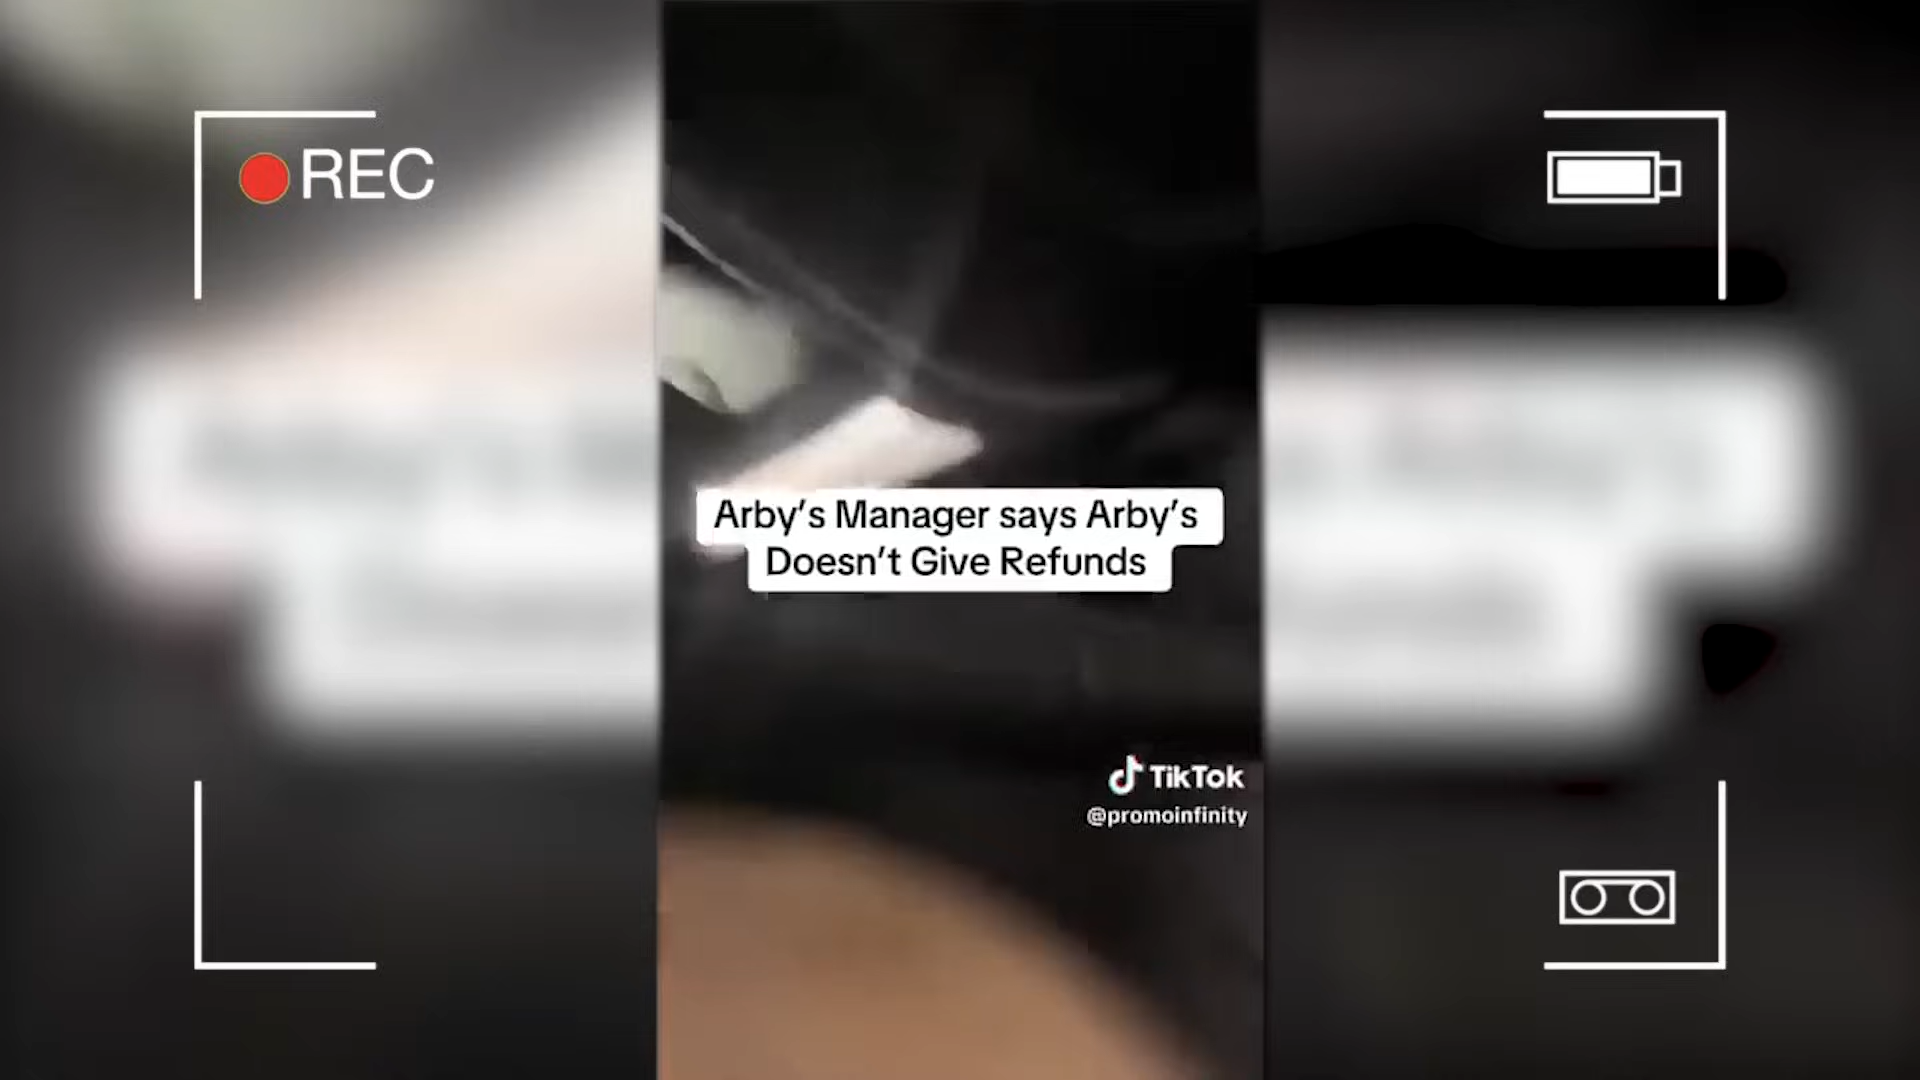 REC
Arby’s Manager says Arby’s
Doesn’t Give Refunds
TikTok
@promoinfinity